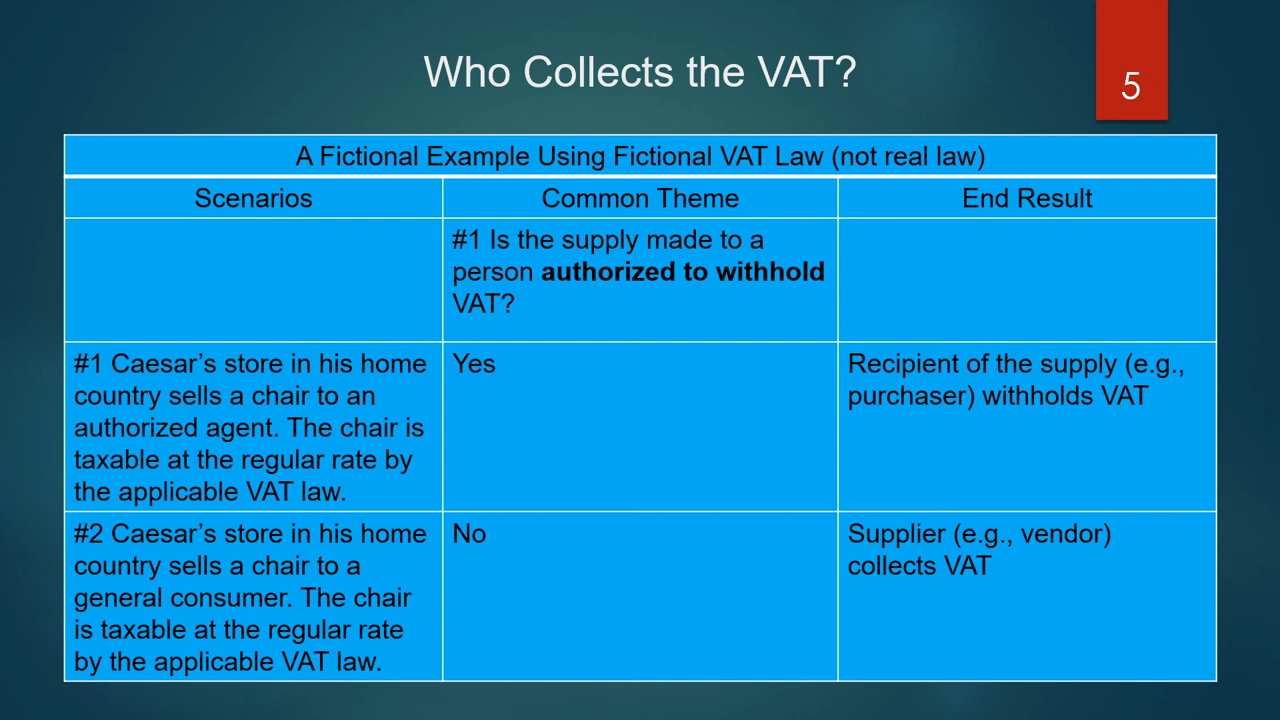 Who Collects the VAT?
5
A Fictional Example Using Fictional VAT Law (not real law)
Scenarios
Common Theme
End Result
#1 Is the supply made to a
person authorized to withhold
VAT?
#1 Caesar’s store in his home
country sells a chair to an
authorized agent. The chair is
taxable at the regular rate by
the applicable VAT law.
Yes
Recipient of the supply (e.g.,
purchaser) withholds VAT
#2 Caesar’s store in his home
country sells a chair to a
general consumer. The chair
is taxable at the regular rate
by the applicable VAT law.
No
Supplier (e.g., vendor)
collects VAT